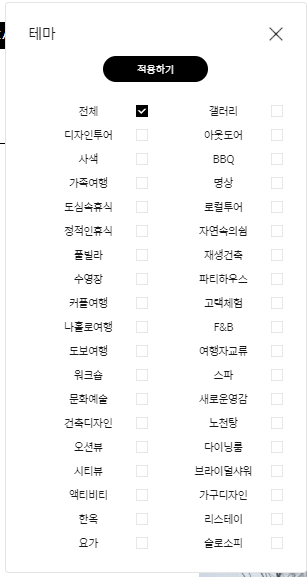 테마
적용하기
전체 갤러리
디자인투어 아웃도어
사색 BBQ
가족여행 명상
도심속휴식 로컬투어
정적인휴식 자연속의쉼
풀빌라 재생건축
수영장 파티하우스
커플여행 고택체험
나홀로여행 F&B
도보여행 여행자교류
워크숍 스파
문화예술 새로운영감
건축디자인 노천탕
오션뷰 다이닝룸
시티뷰 브라이덜샤워
액티비티 가구디자인
한옥 리스테이
요가 슬로소피